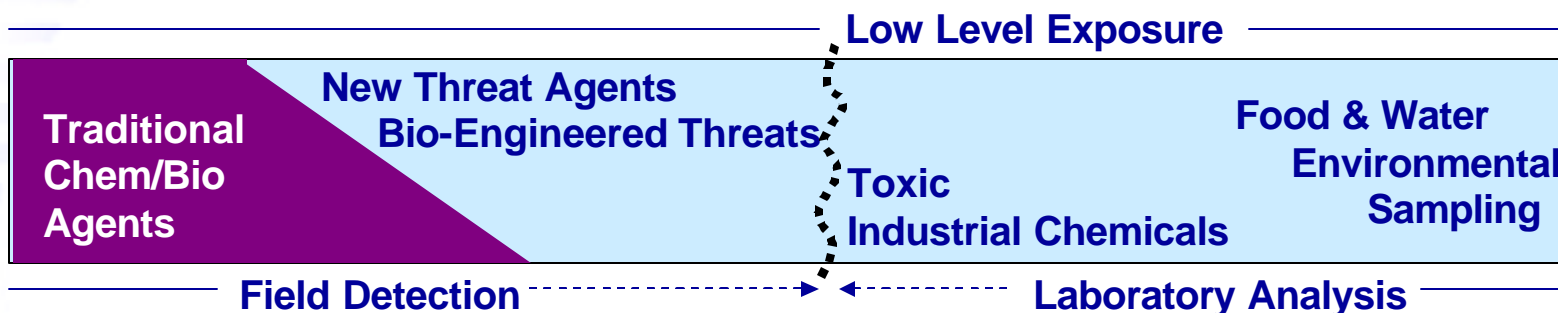 Low Level Exposure
Traditional
Chem/Bio
Agents
New Threat Agents
Bio-Engineered Threats
Toxic
Industrial Chemicals
Food & Water
Environmental
Sampling
Field Detection
Laboratory Analysis